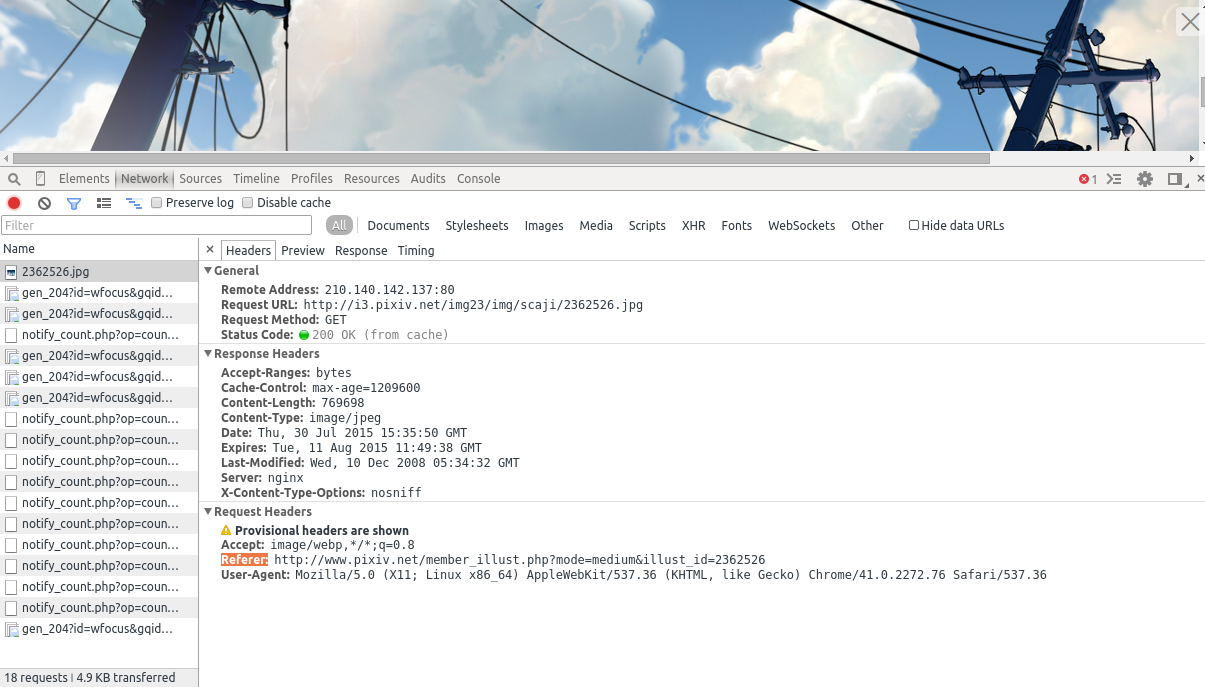 Elements Network Sources Timeline Profiles Resources Audits Console 1
Preserve log Disable cache
Filter All Documents Stylesheets Images Media Scripts XHR Fonts WebSockets Other Hide data URLs
Name
2362526.jpg
gen_204?id=wfocus&gqid...
gen_204?id=wfocus&gqid...
notify_count.php?op=coun...
gen_204?id=wfocus&gqid...
gen_204?id=wfocus&gqid...
gen_204?id=wfocus&gqid...
notify_count.php?op=coun...
notify_count.php?op=coun...
notify_count.php?op=coun...
notify_count.php?op=coun...
notify_count.php?op=coun...
notify_count.php?op=coun...
notify_count.php?op=coun...
notify_count.php?op=coun...
notify_count.php?op=coun...
notify_count.php?op=coun...
gen_204?id=wfocus&gqid...
18 requests | 4.9 KB transferred
× Headers Preview Response Timing
General
Remote Address: 210.140.142.137:80
Request URL: http://i3.pixiv.net/img23/img/scaji/2362526.jpg
Request Method: GET
Status Code: 200 OK (from cache)
Response Headers
Accept-Ranges: bytes
Cache-Control: max-age=1209600
Content-Length: 769698
Content-Type: image/jpeg
Date: Thu, 30 Jul 2015 15:35:50 GMT
Expires: Tue, 11 Aug 2015 11:49:38 GMT
Last-Modified: Wed, 10 Dec 2008 05:34:32 GMT
Server: nginx
X-Content-Type-Options: nosniff
Request Headers
Provisional headers are shown
Accept: image/webp,*/*;q=0.8
Referer: http://www.pixiv.net/member_illust.php?mode=medium&illust_id=2362526
User-Agent: Mozilla/5.0 (X11; Linux x86_64) AppleWebKit/537.36 (KHTML, like Gecko) Chrome/41.0.2272.76 Safari/537.36